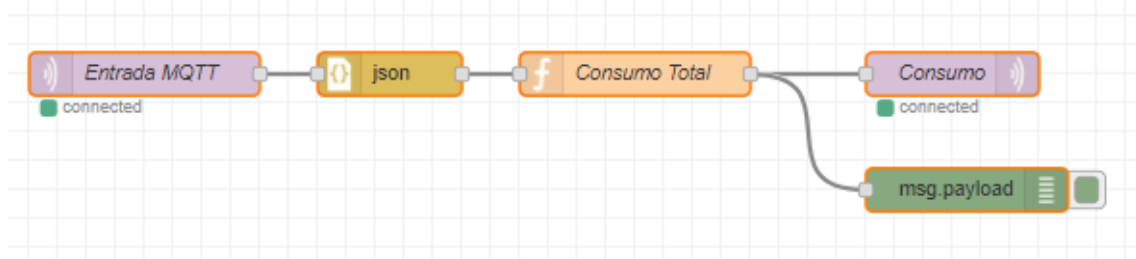 Entrada MQTT
json
Consumo Total
Consumo
connected
connected
msg.payload